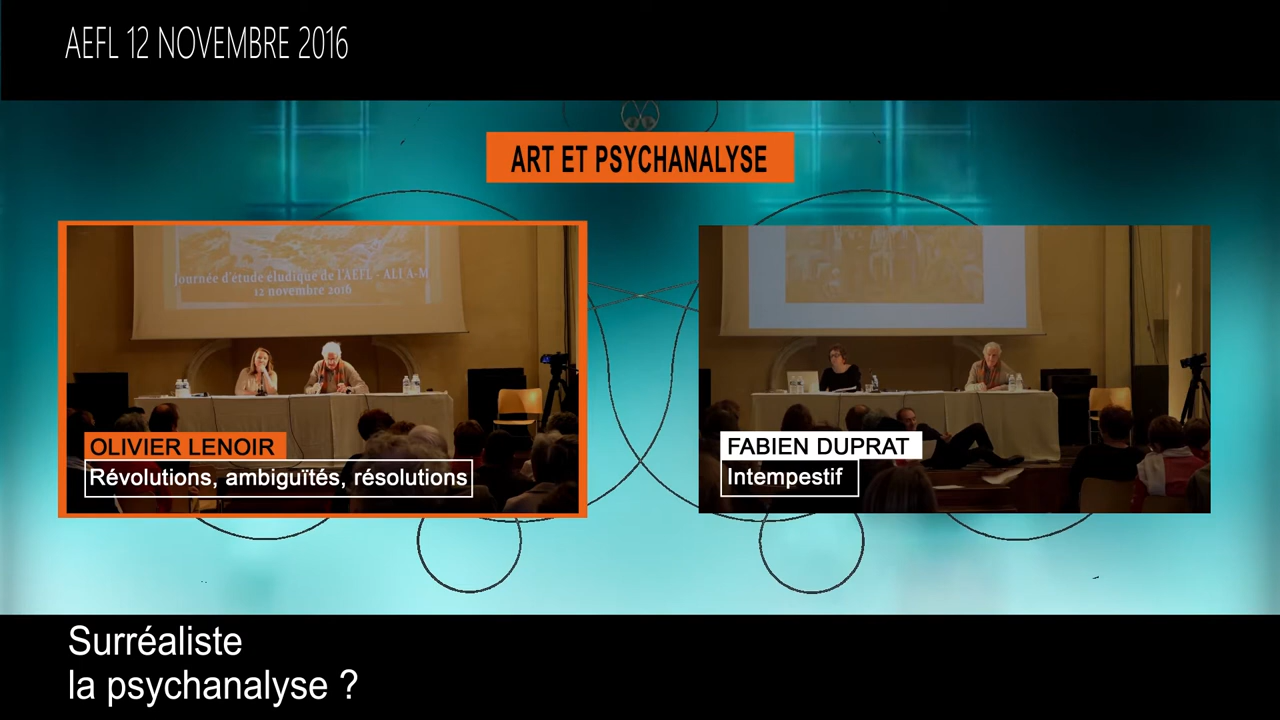 AEFL 12 NOVEMBRE 2016
ART ET PSYCHANALYSE
Journée d'étude éludique de l'AEFL - ALI A-M
12 novembre 2016
OLIVIER LENOIR
Révolutions, ambiguïtés, résolutions
FABIEN DUPRAT
Intempestif
Surréaliste
la psychanalyse ?